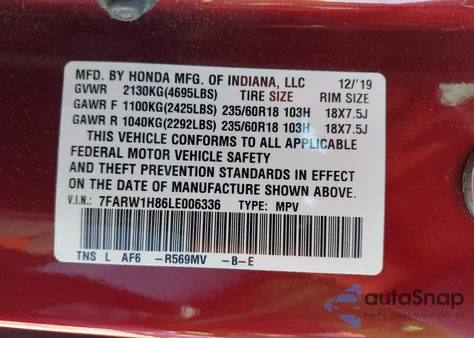 MFD. BY HONDA MFG. OF INDIANA, LLC 12/'19
GVWR 2130KG(4695LBS) TIRE SIZE RIM SIZE
GAWR F 1100KG(2425LBS) 235/60R18 103H 18X7.5J
GAWR R 1040KG(2292LBS) 235/60R18 103H 18X7.5J
THIS VEHICLE CONFORMS TO ALL APPLICABLE
FEDERAL MOTOR VEHICLE SAFETY
AND THEFT PREVENTION STANDARDS IN EFFECT
ON THE DATE OF MANUFACTURE SHOWN ABOVE.
V.I.N.: 7FARW1H86LE006336 TYPE: MPV
TNS L AF6 -R569MV -B-E
autoSnap